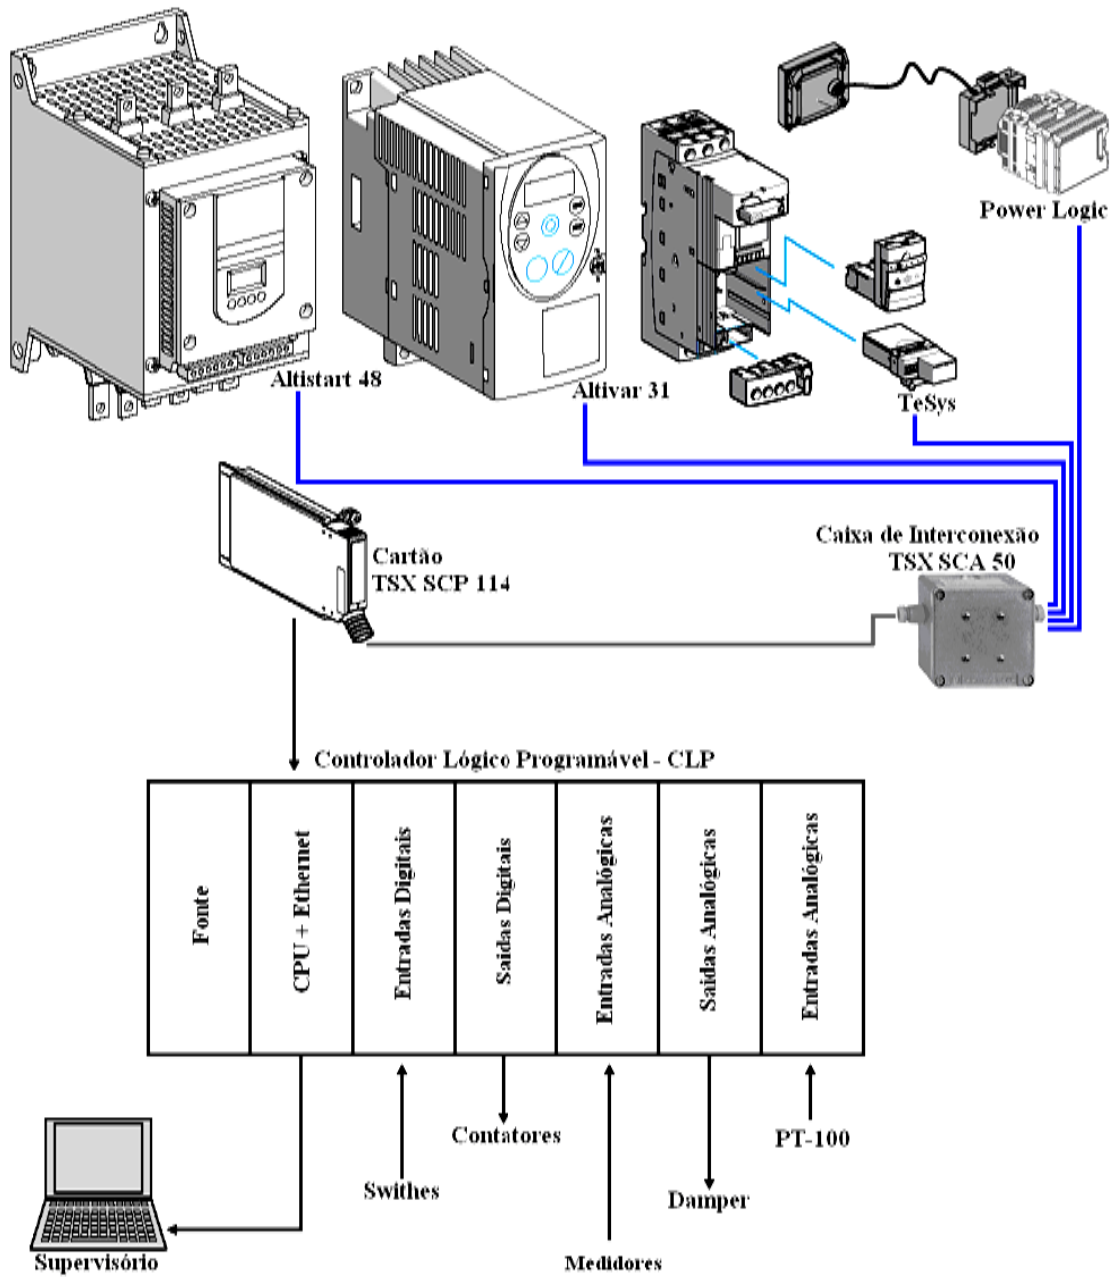 Power Logic
Altistart 48
Altivar 31
TeSys
Caixa de Interconexão
TSX SCA 50
Cartão
TSX SCP 114
Controlador Lógico Programável - CLP
Fonte
CPU + Ethernet
Entradas Digitais
Saídas Digitais
Entradas Analógicas
Saídas Analógicas
Entradas Analógicas
Contatores
PT-100
Swithes
Damper
Supervisório
Medidores